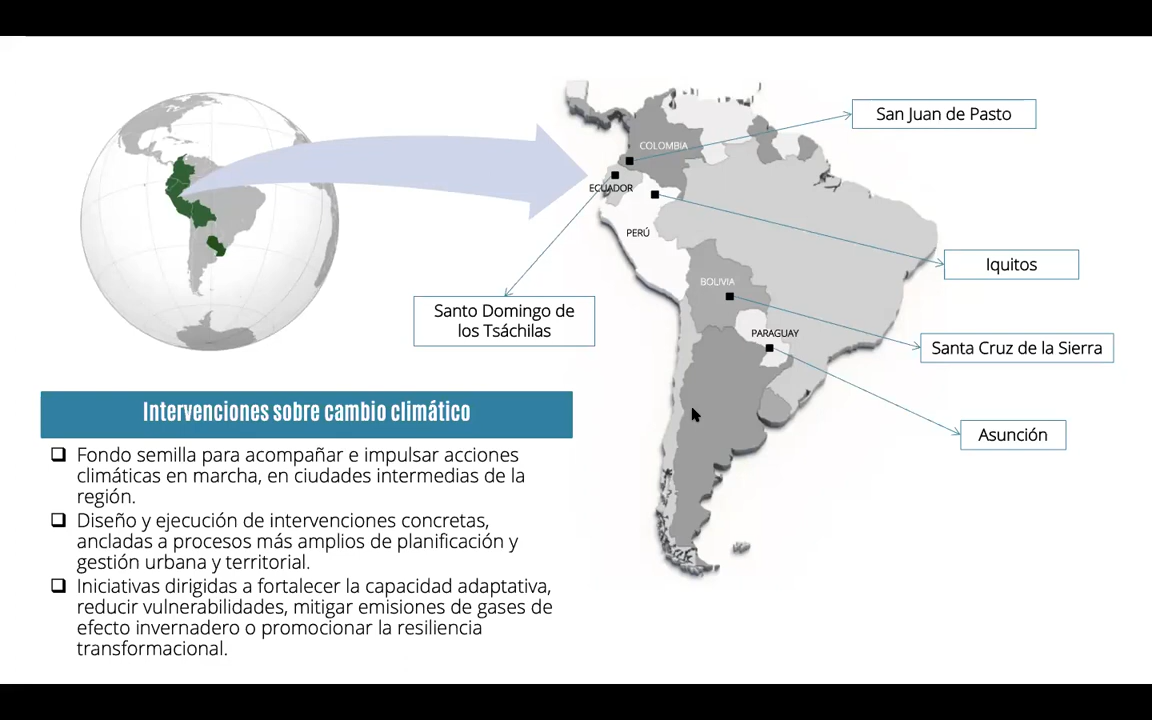 San Juan de Pasto
COLOMBIA
ECUADOR
PERÚ
Iquitos
BOLIVIA
Santo Domingo de
los Tsáchilas
PARAGUAY
Santa Cruz de la Sierra
Asunción
Intervenciones sobre cambio climático
Fondo semilla para acompañar e impulsar acciones
climáticas en marcha, en ciudades intermedias de la
región.
Diseño y ejecución de intervenciones concretas,
ancladas a procesos más amplios de planificación y
gestión urbana y territorial.
Iniciativas dirigidas a fortalecer la capacidad adaptativa,
reducir vulnerabilidades, mitigar emisiones de gases de
efecto invernadero o promocionar la resiliencia
transformacional.